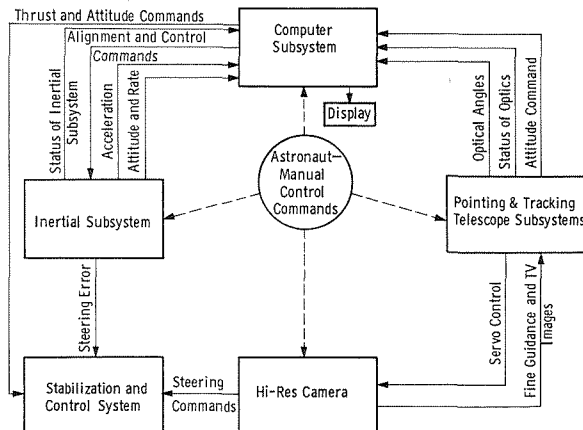 Thrust and Attitude Commands
Alignment and Control
Commands
Status of Inertial
Subsystem
Acceleration
Attitude and Rate
Computer
Subsystem
Display
Optical Angles
Status of Optics
Attitude Command
Astronaut—
Manual
Control
Commands
Inertial Subsystem
Pointing & Tracking
Telescope Subsystems
Steering Error
Servo Control
Fine Guidance and TV
Images
Stabilization and
Control System
Steering
Commands
Hi-Res Camera